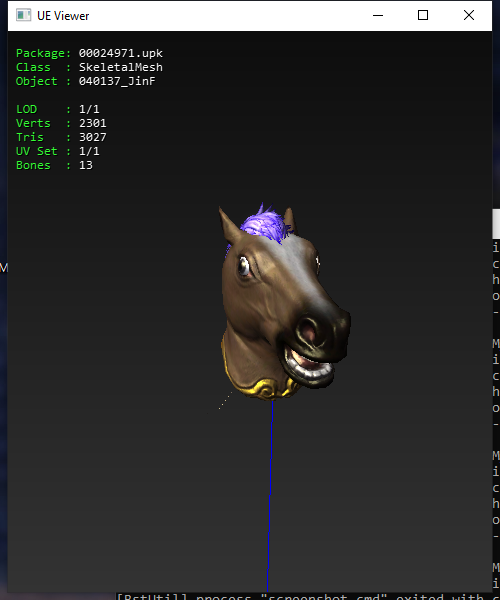 UE Viewer
Package: 00024971.upk
Class : SkeletalMesh
Object : 040137_JinF
LOD : 1/1
Verts : 2301
Tris : 3027
UV Set : 1/1
Bones : 13
M
i
c
h
o
-
M
i
c
h
o
-
M
i
c
h
o
-
M
i
[BstUtil] process "screenshot.cmd" exited with c